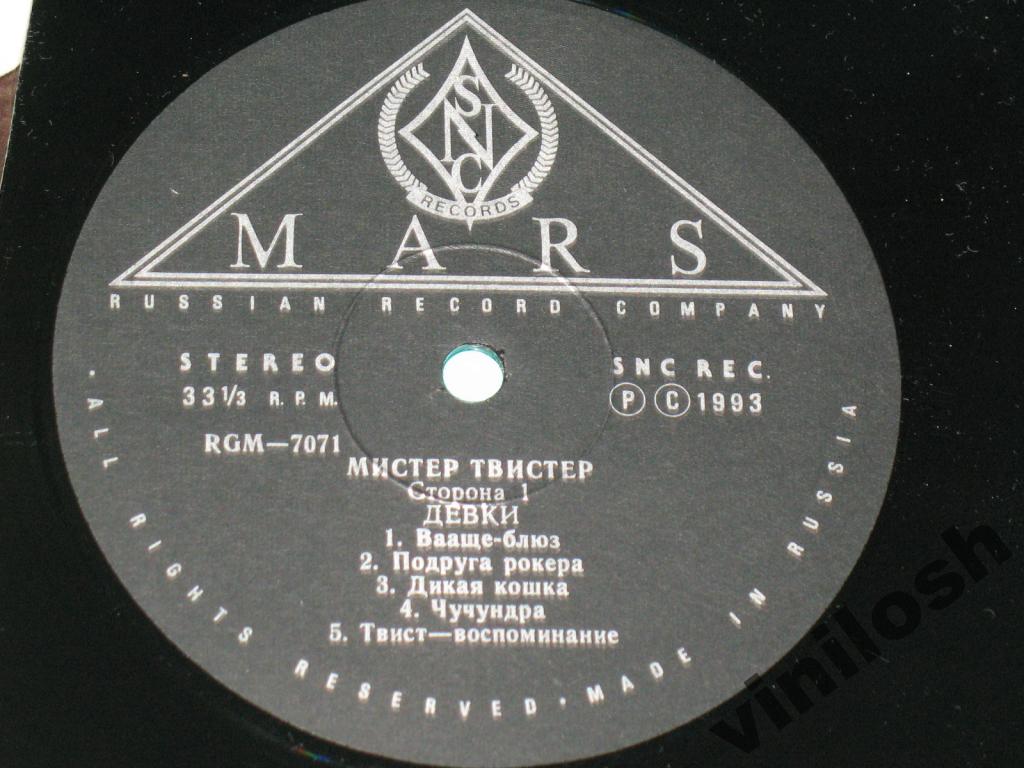 SNC
RECORDS
MARS
RUSSIAN RECORD COMPANY
STEREO
33 1/3 R.P.M.
SNC REC.
Ⓟ Ⓒ 1993
RGM—7071
МИСТЕР ТВИСТЕР
Сторона 1
ДЕВКИ
1. Вааще-блюз
2. Подруга рокера
3. Дикая кошка
4. Чучундра
5. Твист—воспоминание
· ALL RIGHTS RESERVED · MADE IN RUSSIA
vinilosh